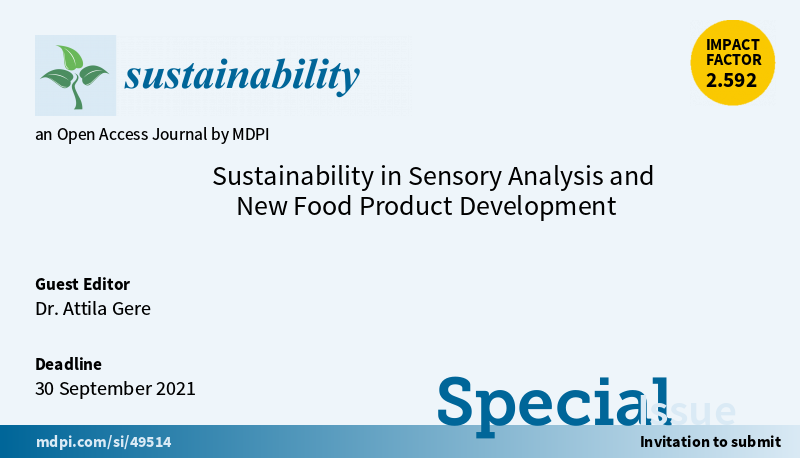 sustainability
IMPACT
FACTOR
2.592
an Open Access Journal by MDPI
Sustainability in Sensory Analysis and
New Food Product Development
Guest Editor
Dr. Attila Gere
Deadline
30 September 2021
Special
Issue
mdpi.com/si/49514
Invitation to submit